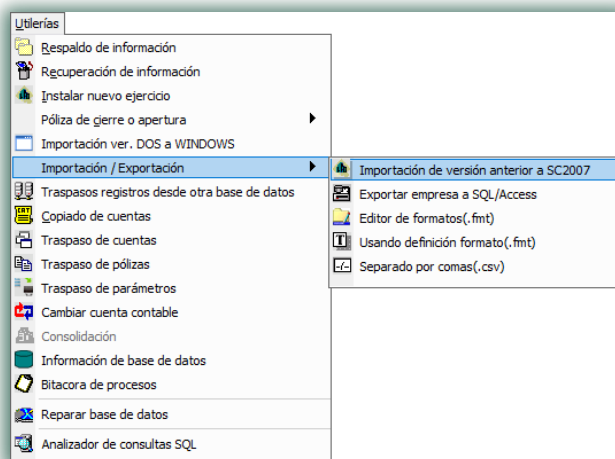 Utilerías
Respaldo de información
Recuperación de información
Instalar nuevo ejercicio
Póliza de cierre o apertura
Importación ver. DOS a WINDOWS
Importación / Exportación
Importación de versión anterior a SC2007
Exportar empresa a SQL/Access
Editor de formatos(.fmt)
Usando definición formato(.fmt)
Separado por comas(.csv)
Traspasos registros desde otra base de datos
Copiado de cuentas
Traspaso de cuentas
Traspaso de pólizas
Traspaso de parámetros
Cambiar cuenta contable
Consolidación
Información de base de datos
Bitacora de procesos
Reparar base de datos
Analizador de consultas SQL